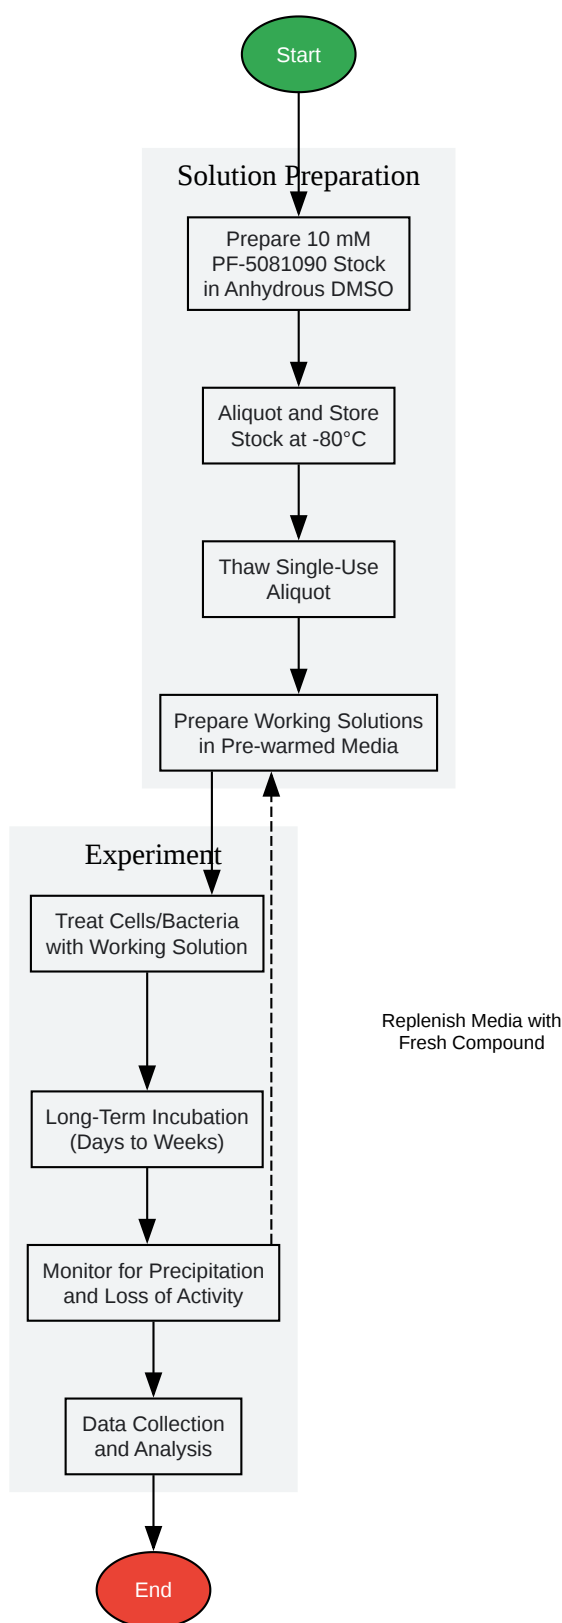 Start
Solution Preparation
Prepare 10 mM
PF-5081090 Stock
in Anhydrous DMSO
Aliquot and Store
Stock at -80°C
Thaw Single-Use
Aliquot
Prepare Working Solutions
in Pre-warmed Media
Experiment
Treat Cells/Bacteria
with Working Solution
Replenish Media with
Fresh Compound
Long-Term Incubation
(Days to Weeks)
Monitor for Precipitation
and Loss of Activity
Data Collection
and Analysis
End